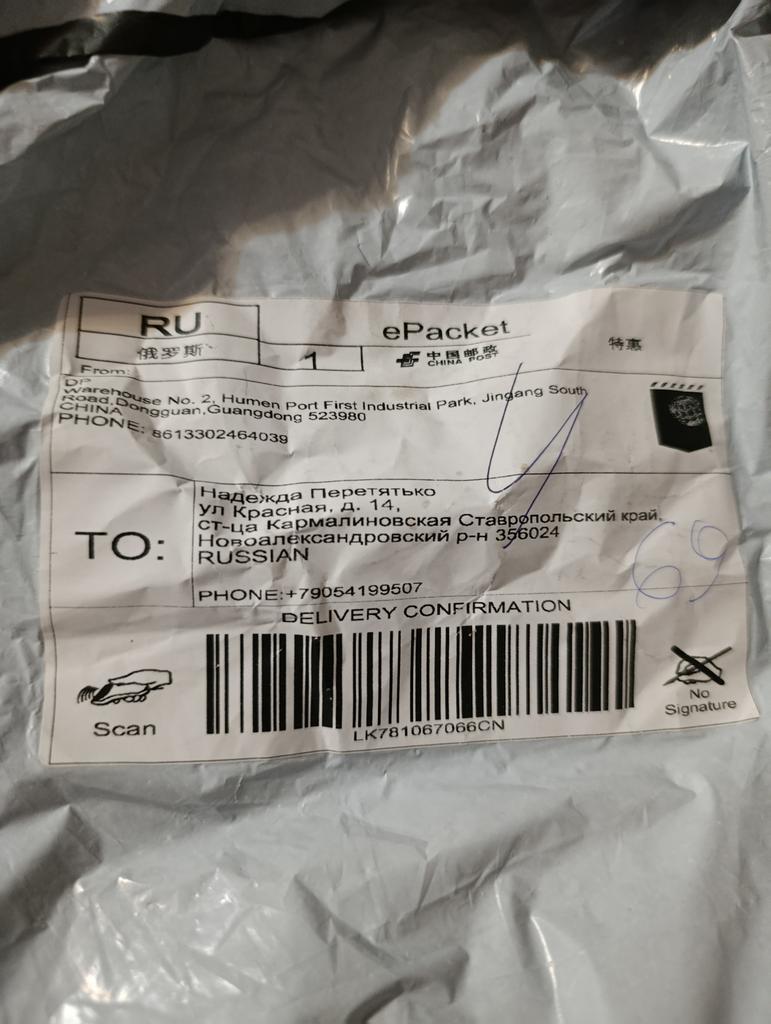 RU
ePacket
俄罗斯
1
中国邮政
CHINA POST
特惠
From:
DP
Warehouse No. 2, Humen Port First Industrial Park, Jingang South
Road,Dongguan,Guangdong 523980
CHINA
PHONE: 8613302464039
TO:
Надежда Перетятько
ул Красная, д. 14,
ст-ца Кармалиновская Ставропольский край,
Новоалександровский р-н 356024
RUSSIAN
PHONE:+79054199507
69
DELIVERY CONFIRMATION
Scan
LK781067066CN
No
Signature